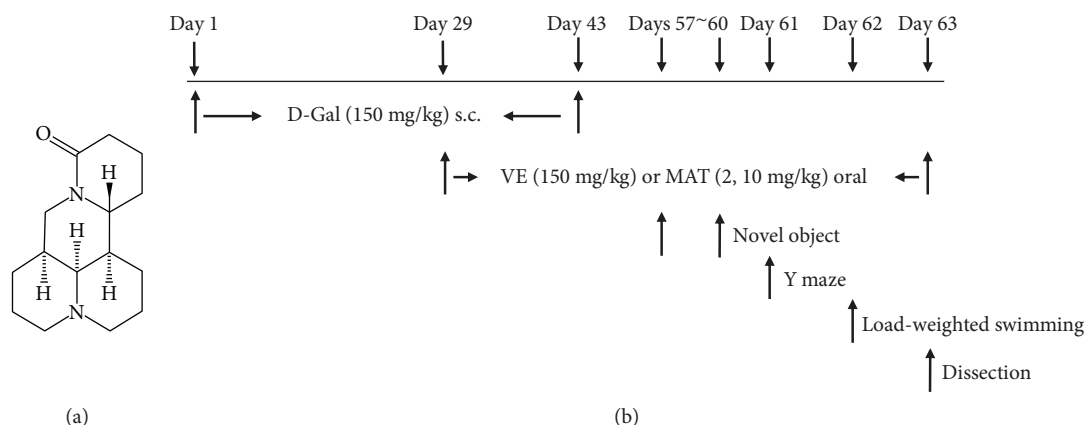 Day 1 Day 29 Day 43 Days 57~60 Day 61 Day 62 Day 63
D-Gal (150 mg/kg) s.c.
VE (150 mg/kg) or MAT (2, 10 mg/kg) oral
Novel object
Y maze
Load-weighted swimming
Dissection
O
H
N
H
H
H
N
(a)
(b)